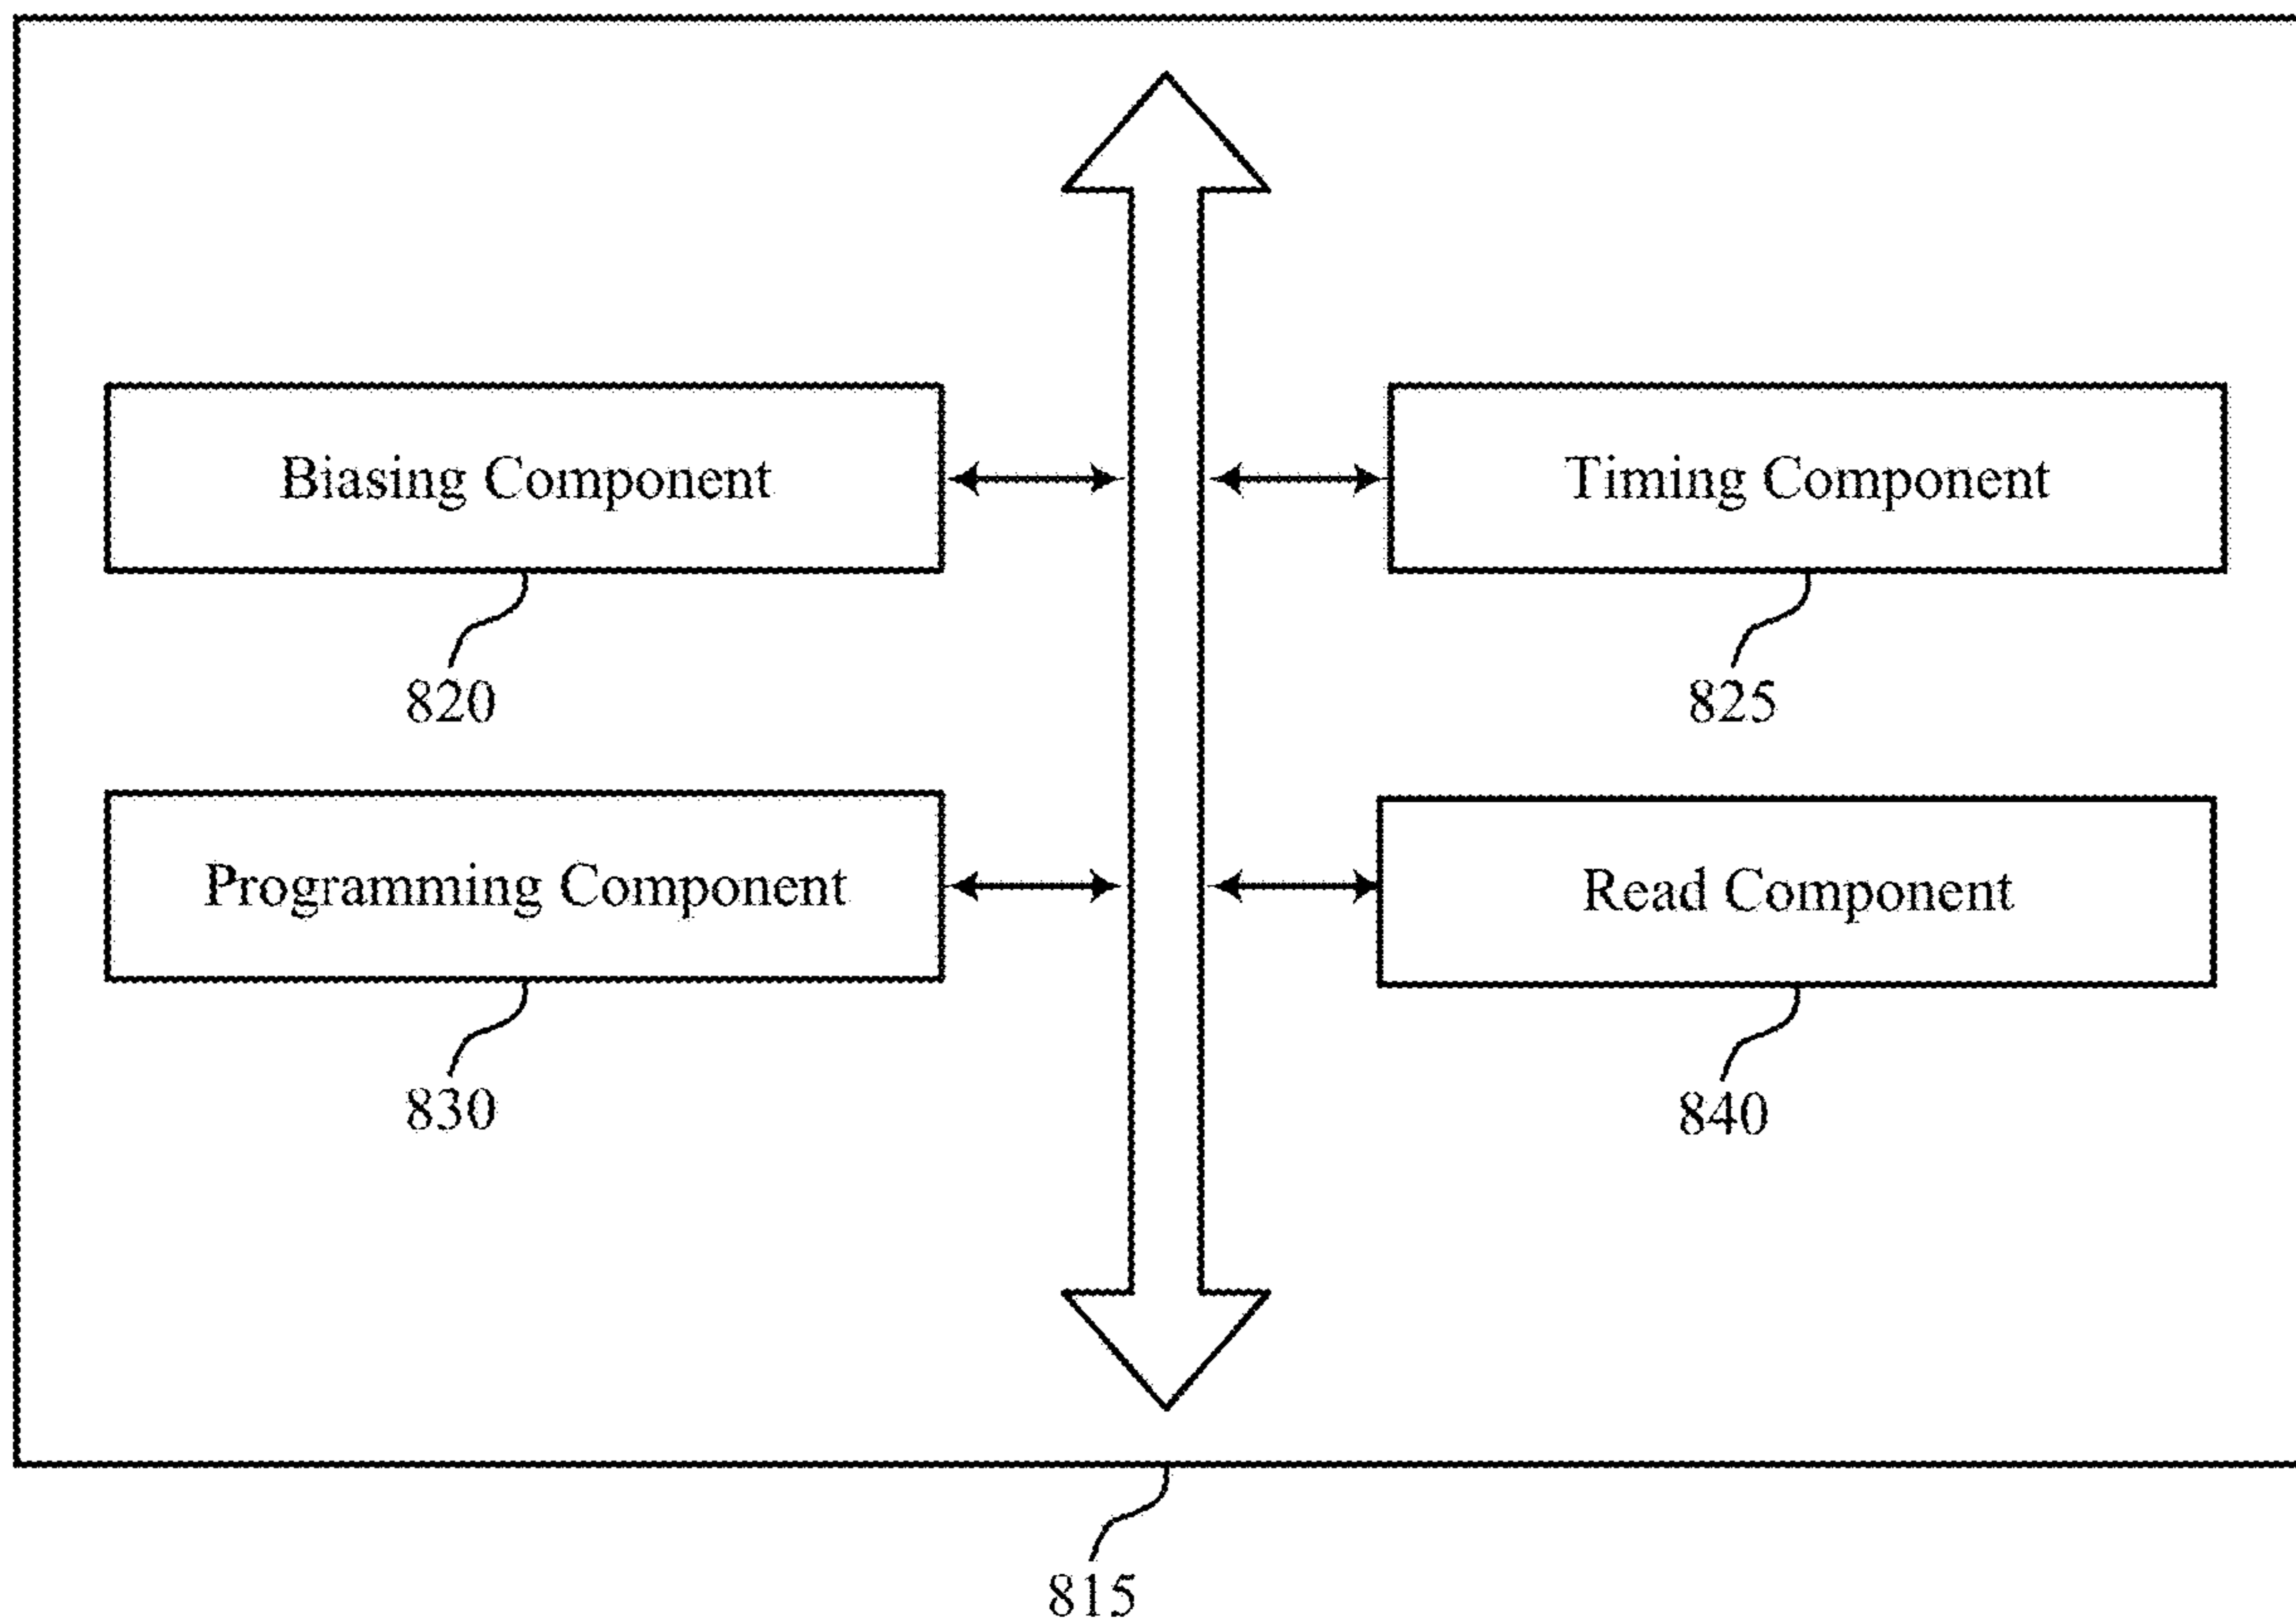 Biasing Component
Timing Component
820
825
Programming Component
Read Component
830
840
815